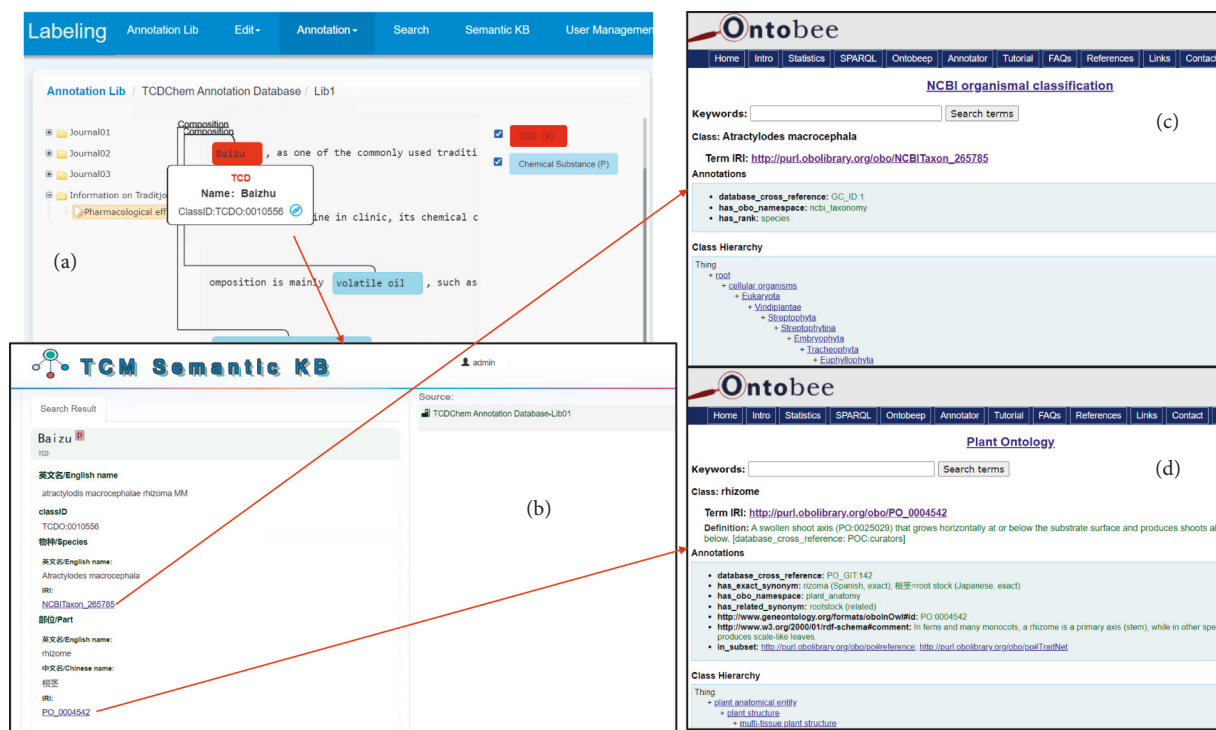 Labeling Annotation Lib Edit Annotation Search Semantic KB User Managemen
Annotation Lib / TCDChem Annotation Database / Lib1
Journal01
Journal02
Journal03
Information on Traditio
Pharmacological eff
Composition
Composition
Baizu , as one of the commonly used traditi
TCD
Name: Baizhu
ClassID:TCDO:0010556
ine in clinic, its chemical c
omposition is mainly volatile oil , such as
TCD (Y)
Chemical Substance (P)
(a)
TCM Semantic KB
admin
Search Result
Baizu P
TCD
英文名/English name
atractylodis macrocephalae rhizoma MM
classID
TCDO:0010556
物种/Species
英文名/English name:
Atractylodes macrocephala
IRI:
NCBITaxon_265785
部位/Part
英文名/English name:
rhizome
中文名/Chinese name:
根茎
IRI:
PO_0004542
Source:
TCDChem Annotation Database-Lib01
(b)
Ontobee
Home Intro Statistics SPARQL Ontobeep Annotator Tutorial FAQs References Links Contact
NCBI organismal classification
Keywords: Search terms
(c)
Class: Atractylodes macrocephala
Term IRI: http://purl.obolibrary.org/obo/NCBITaxon_265785
Annotations
• database_cross_reference: GC_ID:1
• has_obo_namespace: ncbi_taxonomy
• has_rank: species
Class Hierarchy
Thing
+ root
+ cellular organisms
+ Eukaryota
+ Viridiplantae
+ Streptophyta
+ Streptophytina
+ Embryophyta
+ Tracheophyta
+ Euphyllophyta
Ontobee
Home Intro Statistics SPARQL Ontobeep Annotator Tutorial FAQs References Links Contact
Plant Ontology
Keywords: Search terms
(d)
Class: rhizome
Term IRI: http://purl.obolibrary.org/obo/PO_0004542
Definition: A swollen shoot axis (PO:0025029) that grows horizontally at or below the substrate surface and produces shoots al
below. [database_cross_reference: POC:curators]
Annotations
• database_cross_reference: PO_GIT:142
• has_exact_synonym: rizoma (Spanish, exact); 根茎=root stock (Japanese, exact)
• has_obo_namespace: plant_anatomy
• has_related_synonym: rootstock (related)
• http://www.geneontology.org/formats/oboInOwl#id: PO:0004542
• http://www.w3.org/2000/01/rdf-schema#comment: In ferns and many monocots, a rhizome is a primary axis (stem), while in other spe
produces scale-like leaves.
• in_subset: http://purl.obolibrary.org/obo/po#reference; http://purl.obolibrary.org/obo/po#TraitNet
Class Hierarchy
Thing
+ plant anatomical entity
+ plant structure
+ multi-tissue plant structure